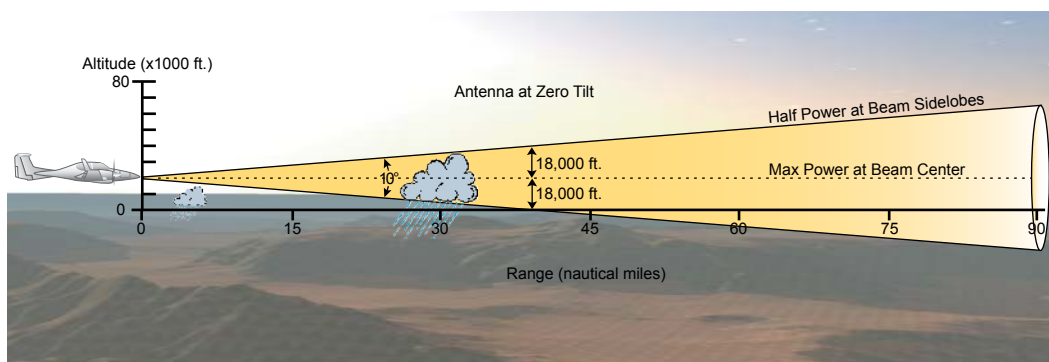 Altitude (x1000 ft.)
80
Antenna at Zero Tilt
Half Power at Beam Sidelobes
18,000 ft.
10°
Max Power at Beam Center
18,000 ft.
0
0
15
30
45
60
75
90
Range (nautical miles)